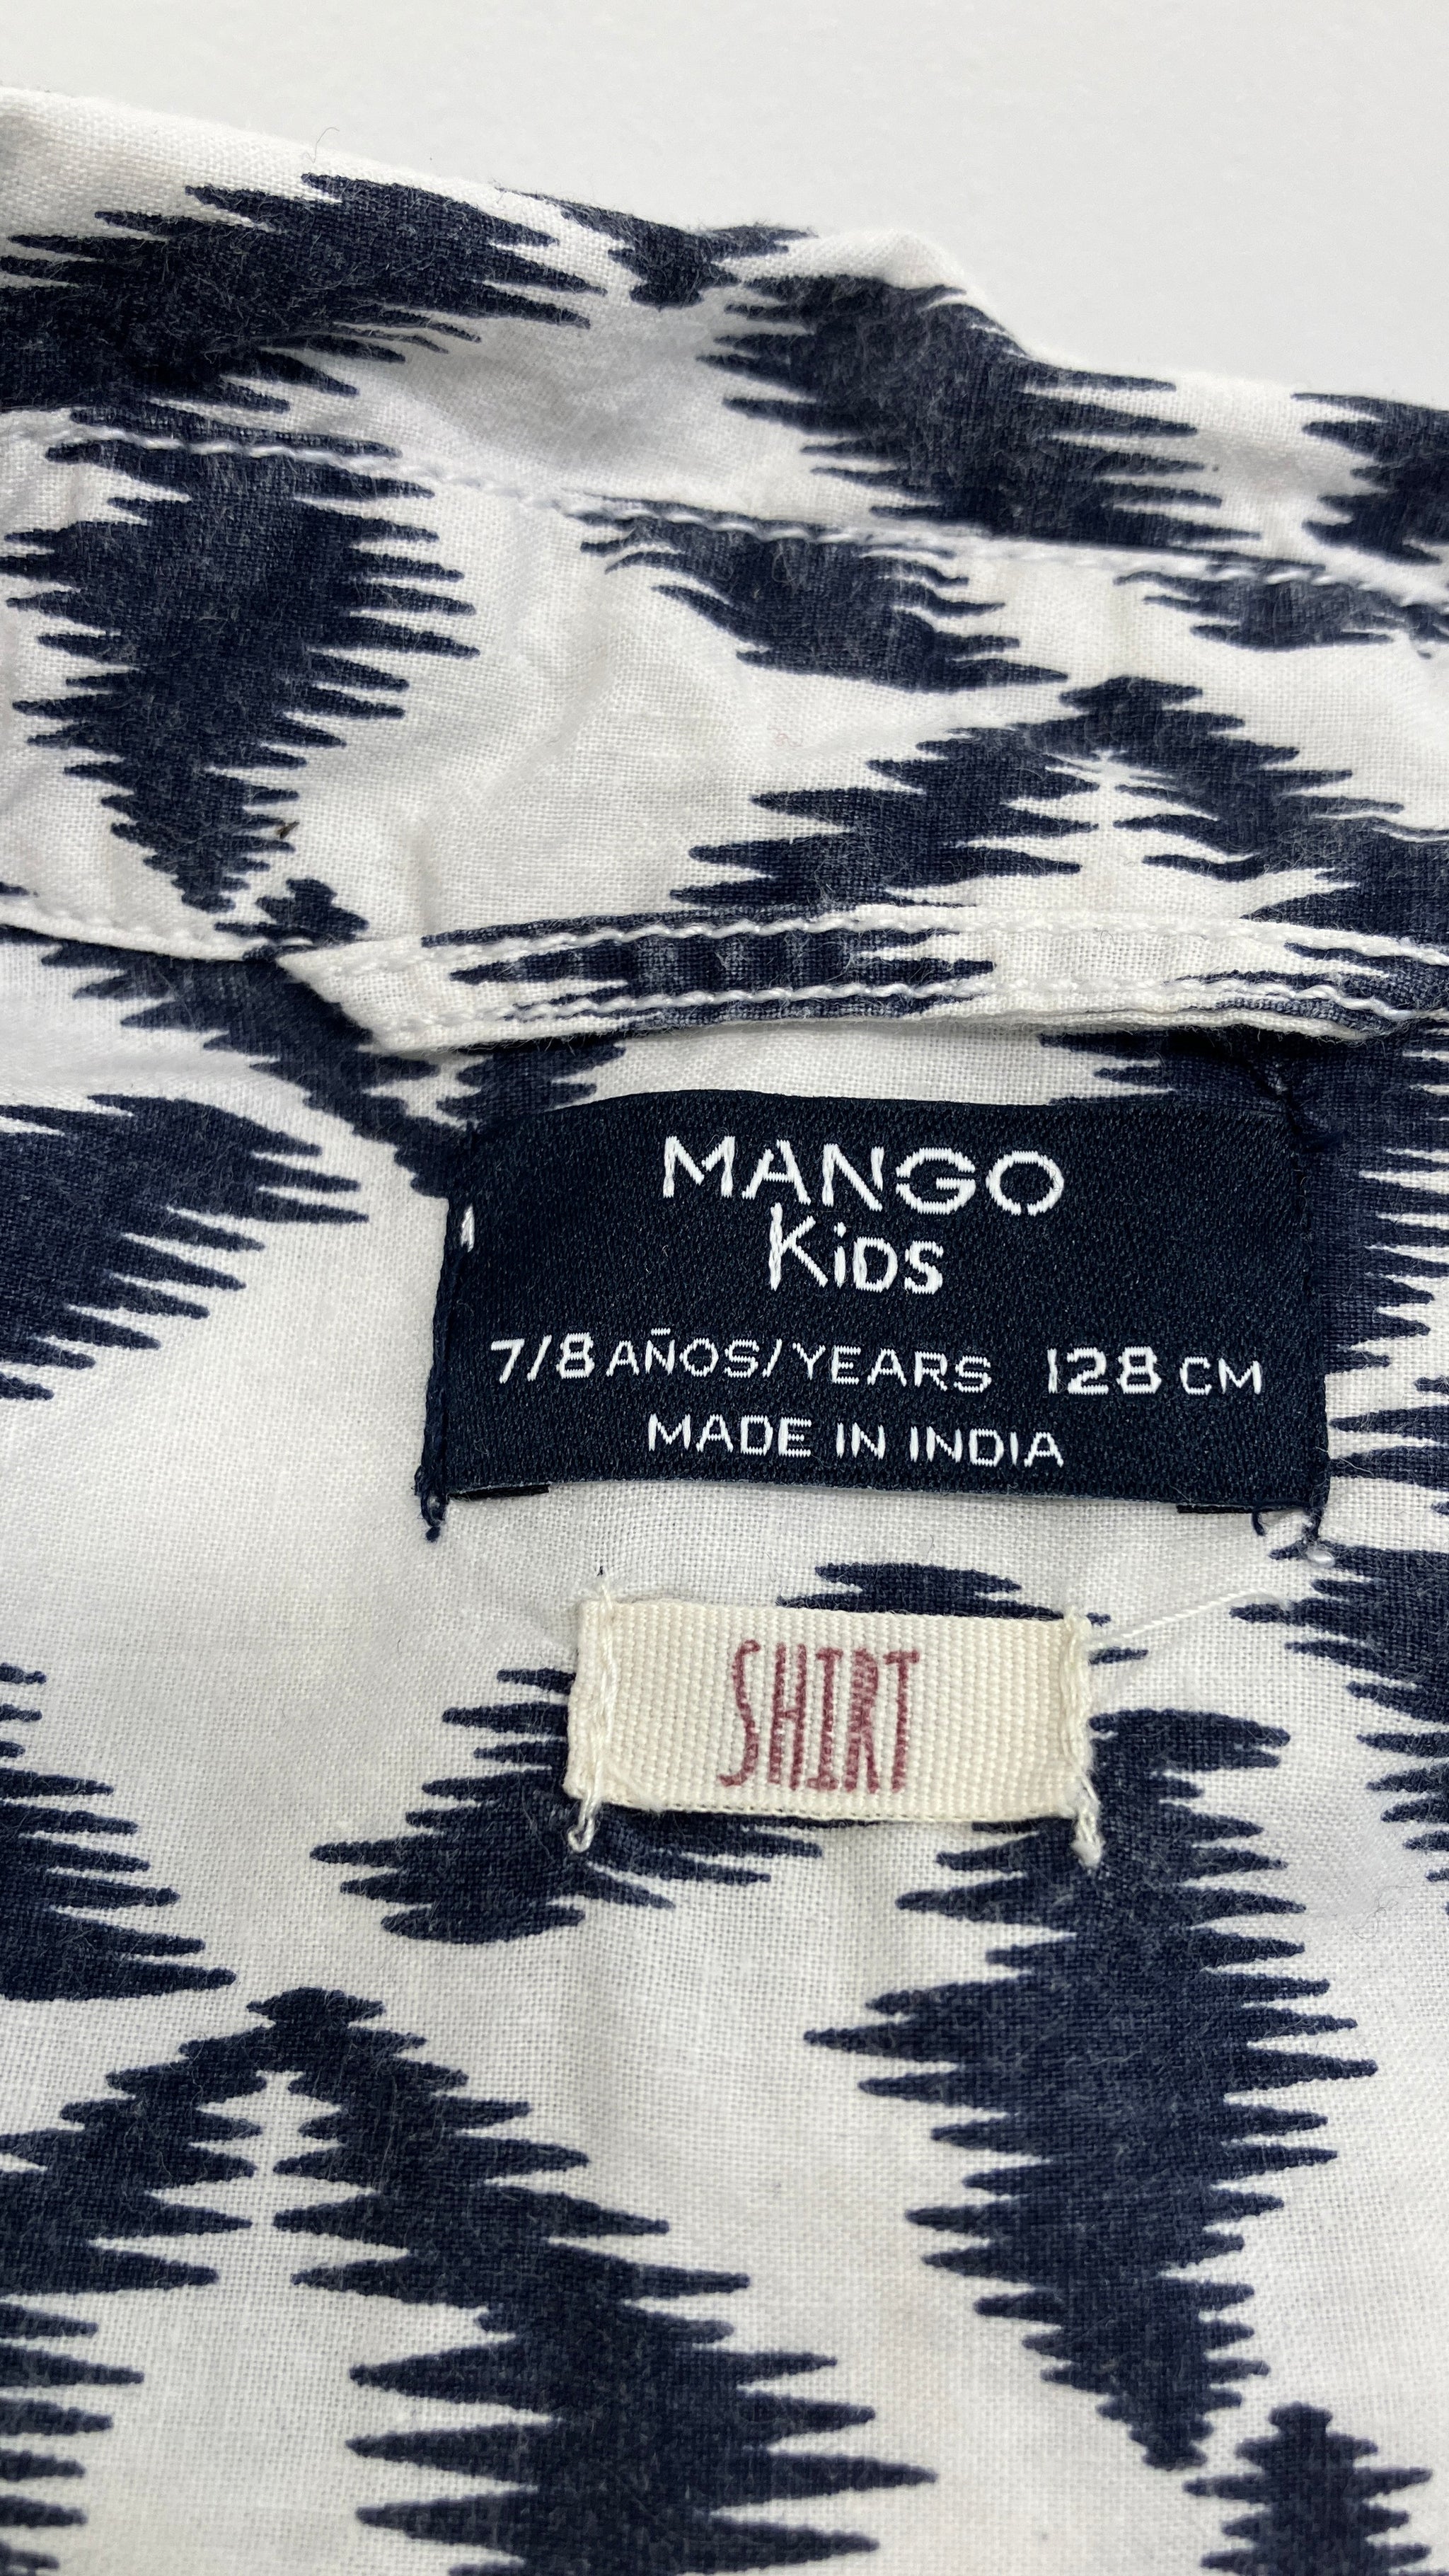 MANGO
KiDS
7/8 AÑOS/YEARS 128 CM
MADE IN INDIA
SHIRT